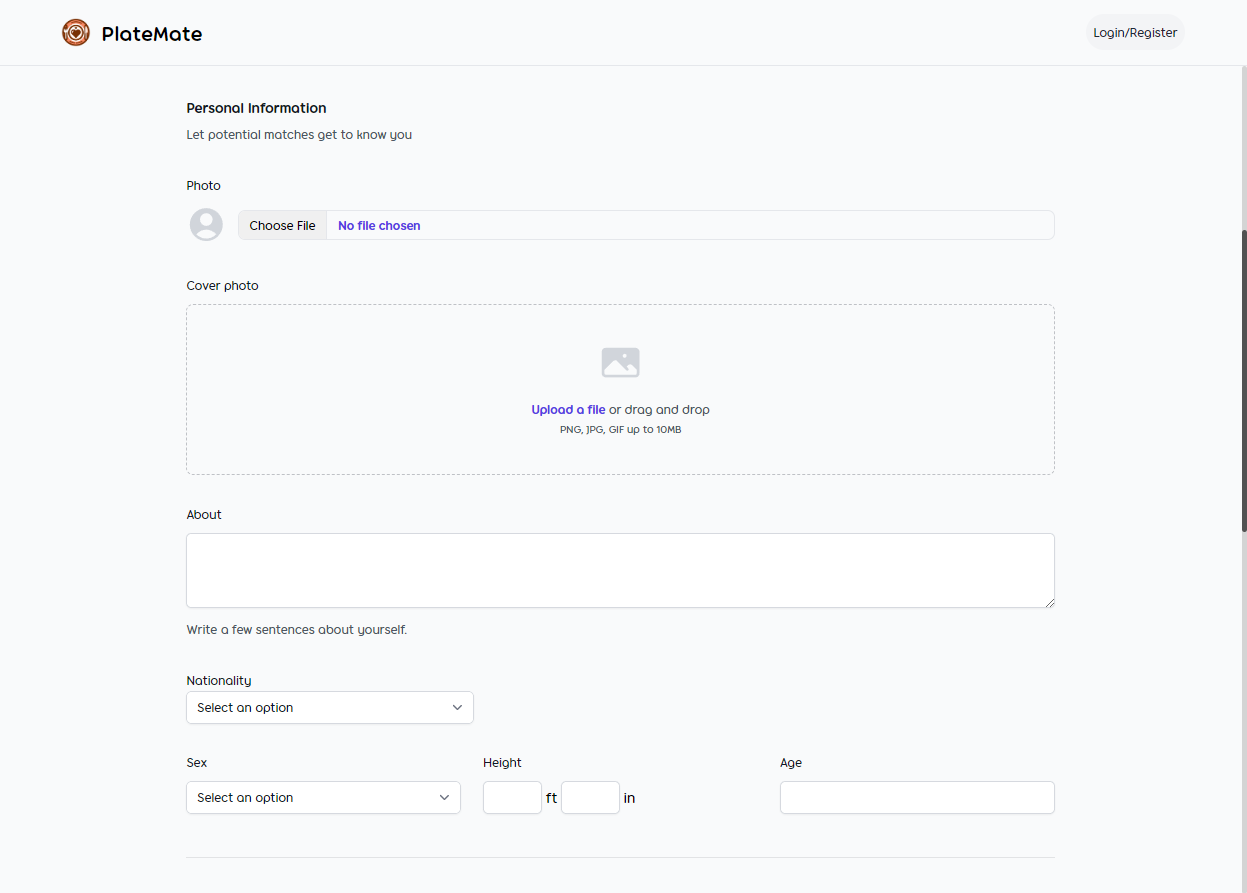 PlateMate
Login/Register
Personal Information
Let potential matches get to know you
Photo
Choose File No file chosen
Cover photo
Upload a file or drag and drop
PNG, JPG, GIF up to 10MB
About
Write a few sentences about yourself.
Nationality
Select an option
Sex Height Age
Select an option ft in